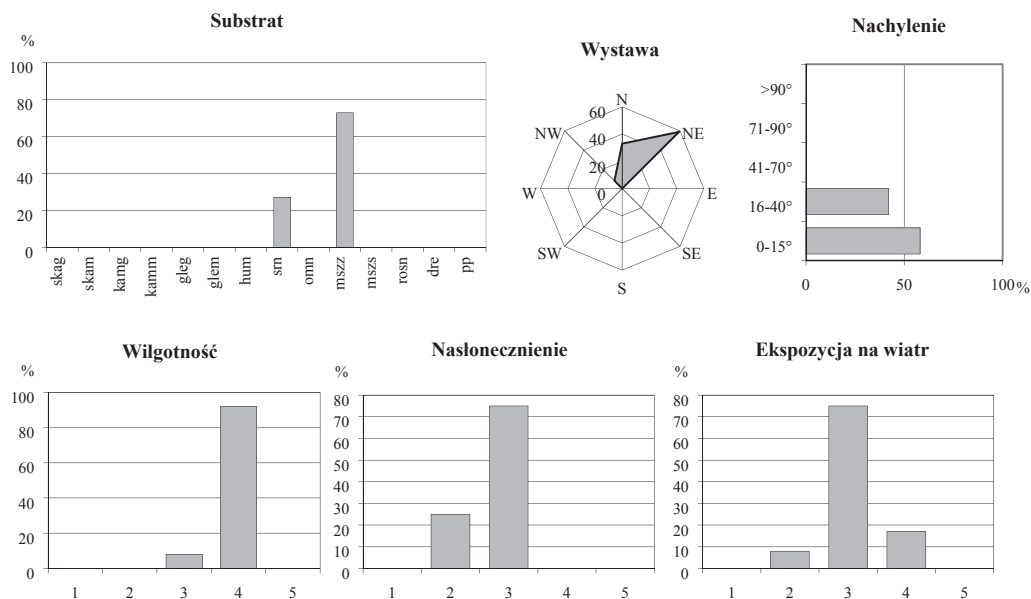 Substrat
%
100
80
60
40
20
0
skag
skam
kamg
kamm
gleg
glem
hum
srn
omn
mszz
mszs
rosn
dre
pp
Wystawa
N
NE
E
SE
S
SW
W
NW
60
40
20
0
Nachylenie
>90°
71-90°
41-70°
16-40°
0-15°
0 50 100%
Wilgotność
%
100
80
60
40
20
0
1 2 3 4 5
Nasłonecznienie
%
80
70
60
50
40
30
20
10
0
1 2 3 4 5
Ekspozycja na wiatr
%
80
70
60
50
40
30
20
10
0
1 2 3 4 5